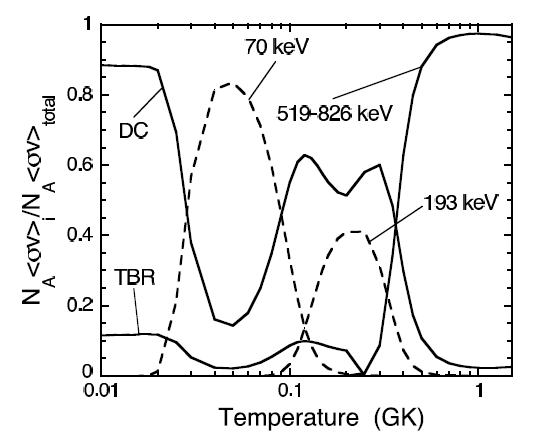 1
70 keV
0.8
DC
519-826 keV
0.6
193 keV
0.4
TBR
0.2
0
0.01
0.1
1
N_A <σv>_i/N_A <σv>_total
Temperature (GK)